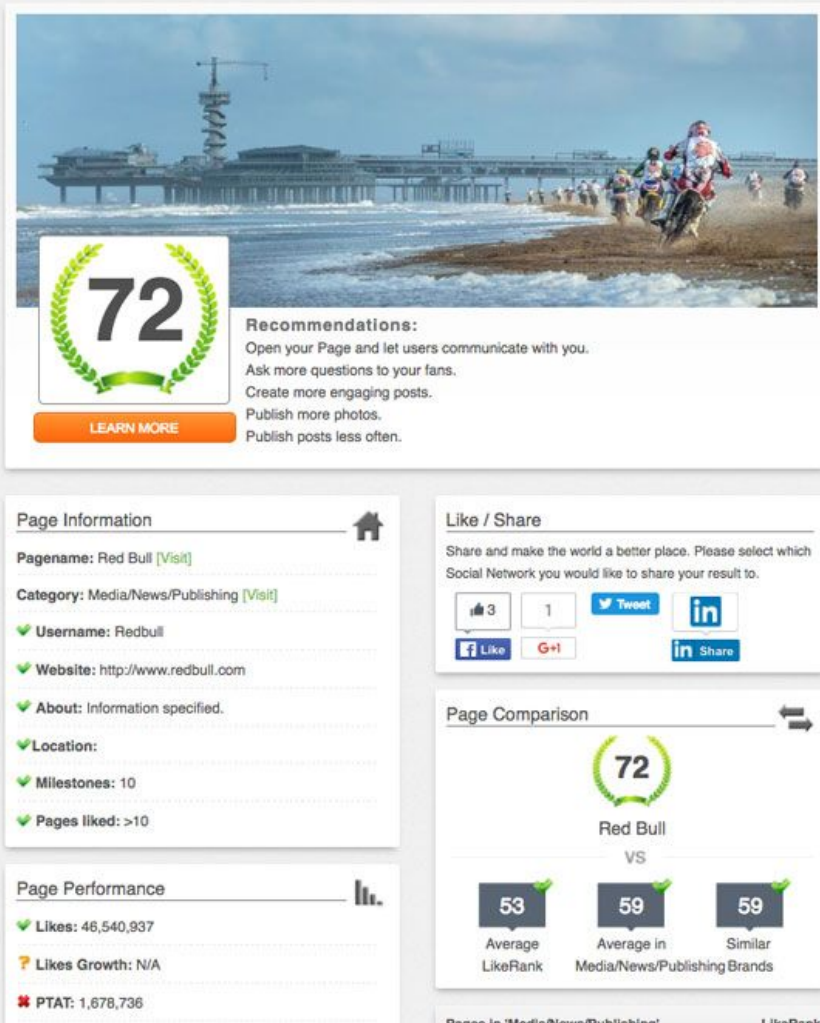 72
LEARN MORE
Recommendations:
Open your Page and let users communicate with you.
Ask more questions to your fans.
Create more engaging posts.
Publish more photos.
Publish posts less often.
Page Information
Pagename: Red Bull [Visit]
Category: Media/News/Publishing [Visit]
Username: Redbull
Website: http://www.redbull.com
About: Information specified.
Location:
Milestones: 10
Pages liked: >10
Page Performance
Likes: 46,540,937
? Likes Growth: N/A
PTAT: 1,678,736
Like / Share
Share and make the world a better place. Please select which
Social Network you would like to share your result to.
3 1 Tweet in
f Like G+1 in Share
Page Comparison
72
Red Bull
VS
53 59 59
Average Average in Similar
LikeRank Media/News/Publishing Brands
Pages in 'Media/News/Publishing' LikeRank